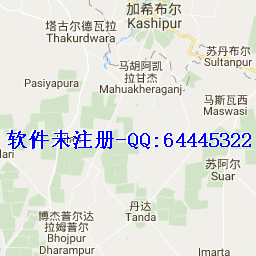 加希布尔
Kashipur
塔古尔德瓦拉
Thakurdwara
苏丹布尔
Sultanpur
马胡阿凯
拉甘杰
Mahuakheraganj
Pasiyapura
马斯瓦西
Maswasi
软件未注册-QQ:64445322
苏阿尔
Suar
丹达
Tanda
博杰普尔达
拉姆普尔
Bhojpur
Dharampur
Imarta